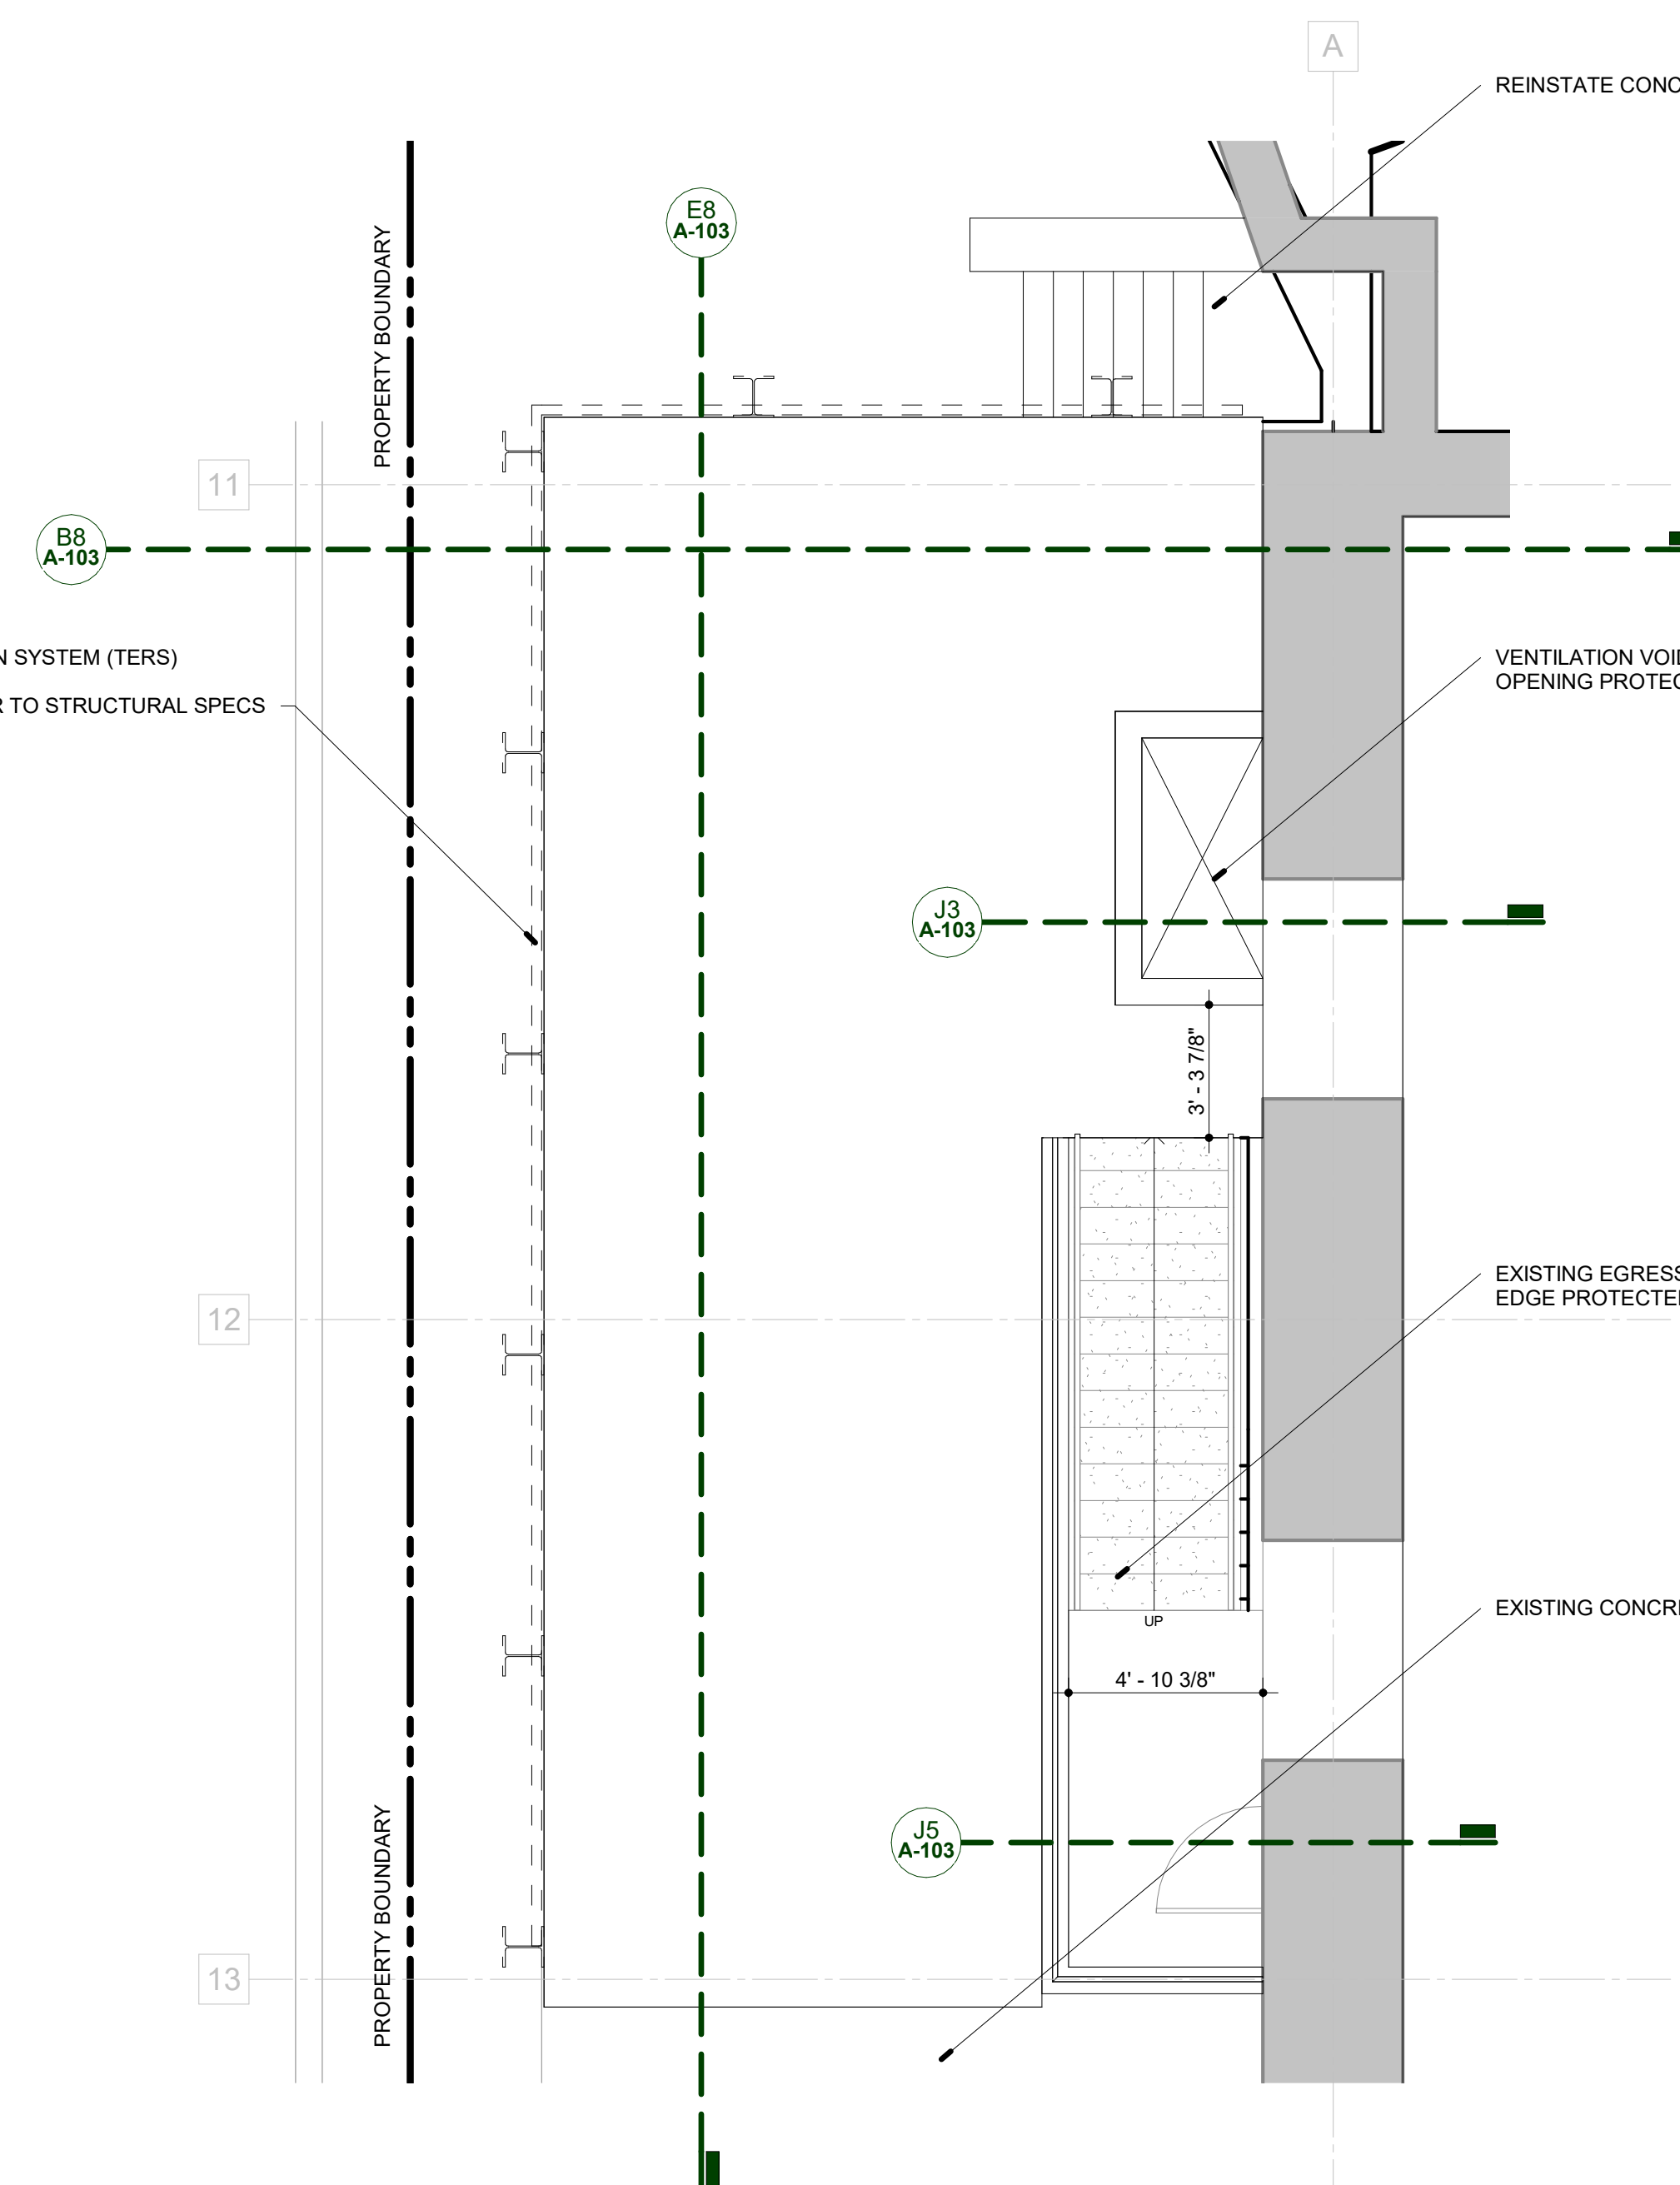 A
REINSTATE CONC
PROPERTY BOUNDARY
E8
A-103
11
B8
A-103
N SYSTEM (TERS)
R TO STRUCTURAL SPECS
VENTILATION VOID
OPENING PROTEC
J3
A-103
3' - 3 7/8"
EXISTING EGRESS
EDGE PROTECTE
12
UP
EXISTING CONCR
4' - 10 3/8"
J5
A-103
PROPERTY BOUNDARY
13